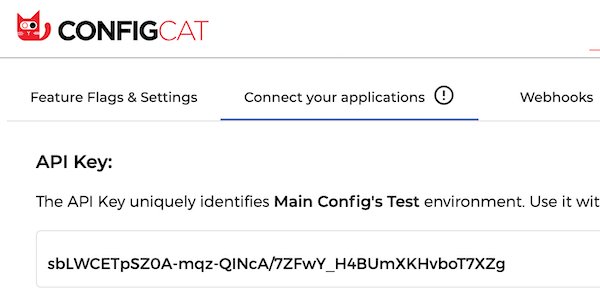 CONFIGCAT
Feature Flags & Settings
Connect your applications
Webhooks
API Key:
The API Key uniquely identifies Main Config's Test environment. Use it wit
sbLWCETpSZ0A-mqz-QINcA/7ZFwY_H4BUmXKHvboT7XZg